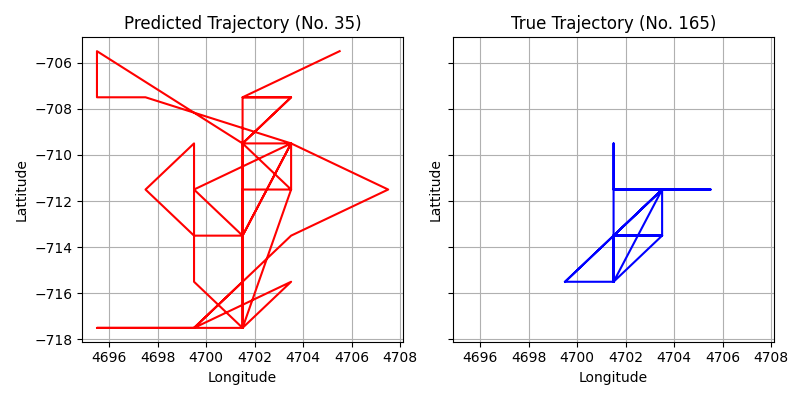 Predicted Trajectory (No. 35)
True Trajectory (No. 165)
Lattitude
−706
−708
−710
−712
−714
−716
−718
4696 4698 4700 4702 4704 4706 4708
Longitude
Lattitude
4696 4698 4700 4702 4704 4706 4708
Longitude